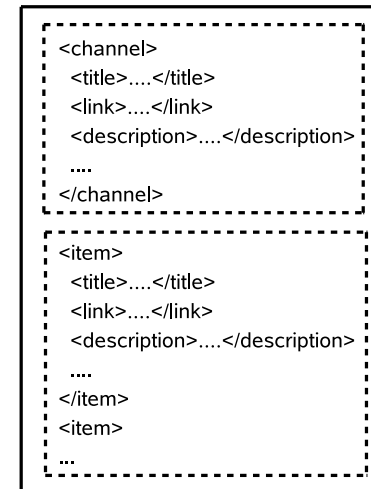 <channel>
<title>....</title>
<link>....</link>
<description>....</description>
....
</channel>
<item>
<title>....</title>
<link>....</link>
<description>....</description>
....
</item>
<item>
...